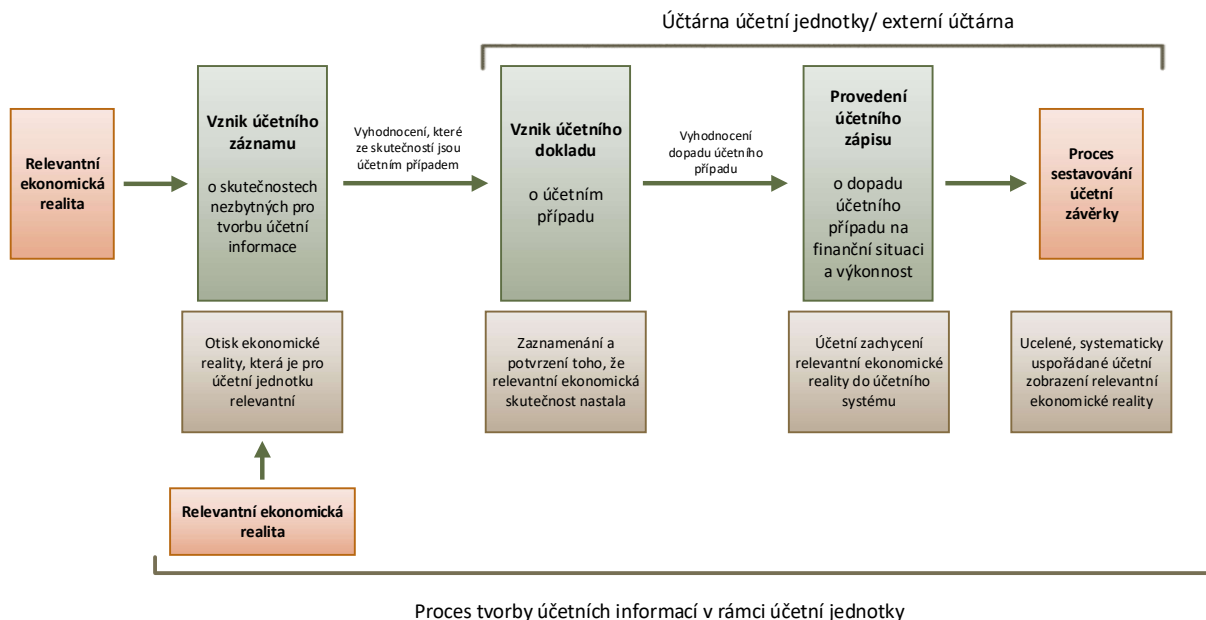 Účtárna účetní jednotky/ externí účtárna
Relevantní
ekonomická
realita
Vznik účetního
záznamu
o skutečnostech
nezbytných pro
tvorbu účetní
informace
Vyhodnocení, které
ze skutečností jsou
účetním případem
Vznik účetního
dokladu
o účetním
případu
Vyhodnocení
dopadu účetního
případu
Provedení
účetního
zápisu
o dopadu
účetního
případu na
finanční situaci
a výkonnost
Proces
sestavování
účetní
závěrky
Otisk ekonomické
reality, která je pro
účetní jednotku
relevantní
Zaznamenání a
potvrzení toho, že
relevantní ekonomická
skutečnost nastala
Účetní zachycení
relevantní ekonomické
reality do účetního
systému
Ucelené, systematicky
uspořádané účetní
zobrazení relevantní
ekonomické reality
Relevantní ekonomická
realita
Proces tvorby účetních informací v rámci účetní jednotky